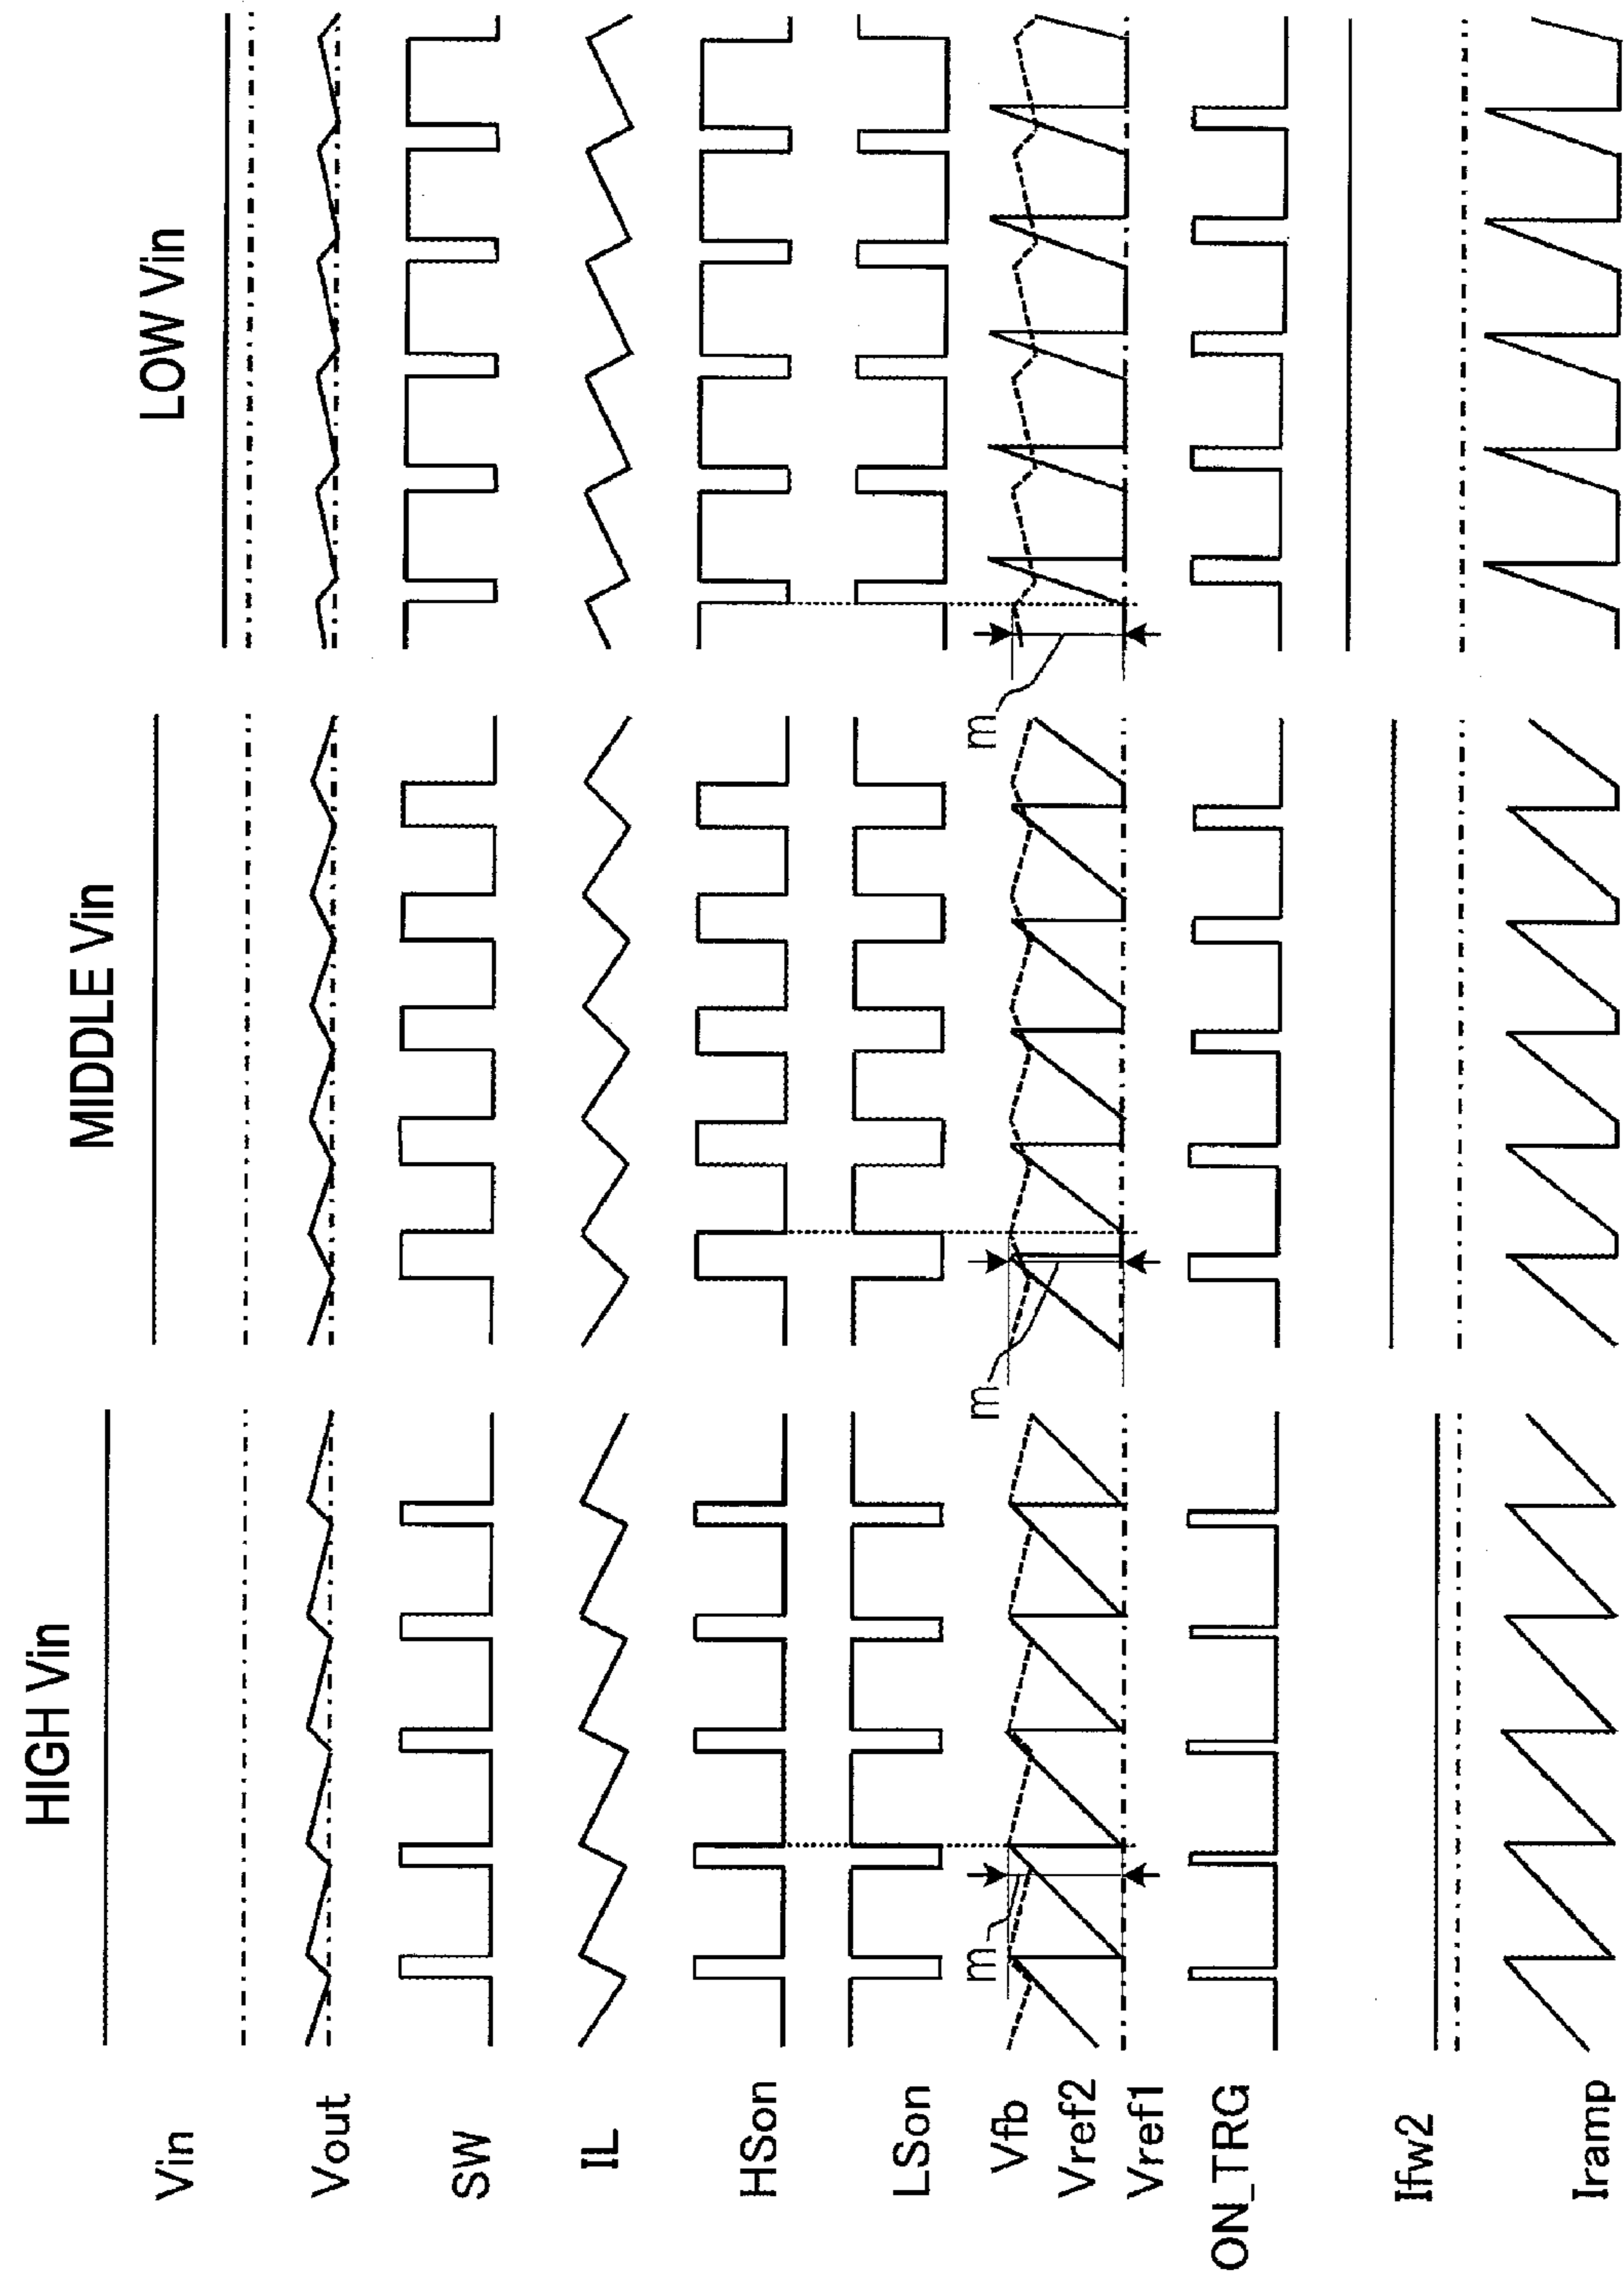 HIGH Vin
MIDDLE Vin
LOW Vin
Vin
Vout
SW
IL
HSon
LSon
Vfb
Vref2
Vref1
m
m
m
ON_TRG
Ifw2
Iramp